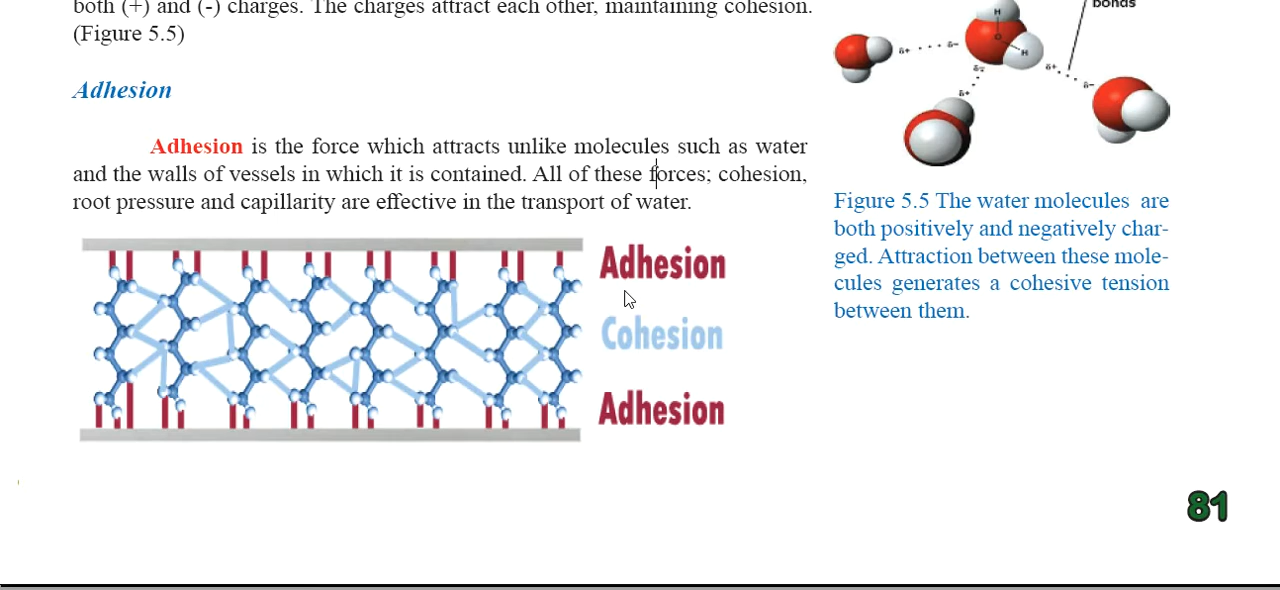 both (+) and (-) charges. The charges attract each other, maintaining cohesion.
(Figure 5.5)
Adhesion
Adhesion is the force which attracts unlike molecules such as water
and the walls of vessels in which it is contained. All of these forces; cohesion,
root pressure and capillarity are effective in the transport of water.
Adhesion
Cohesion
Adhesion
bonds
H
O
H
δ+
δ-
δ-
δ+
δ+
δ-
Figure 5.5 The water molecules are
both positively and negatively char-
ged. Attraction between these mole-
cules generates a cohesive tension
between them.
81